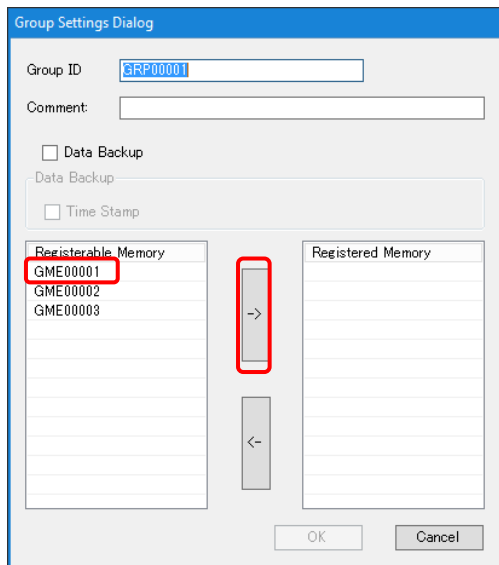 Group Settings Dialog
Group ID GRP00001
Comment:
Data Backup
Data Backup
Time Stamp
Registerable Memory Registered Memory
GME00001
GME00002
GME00003
->
<-
OK Cancel